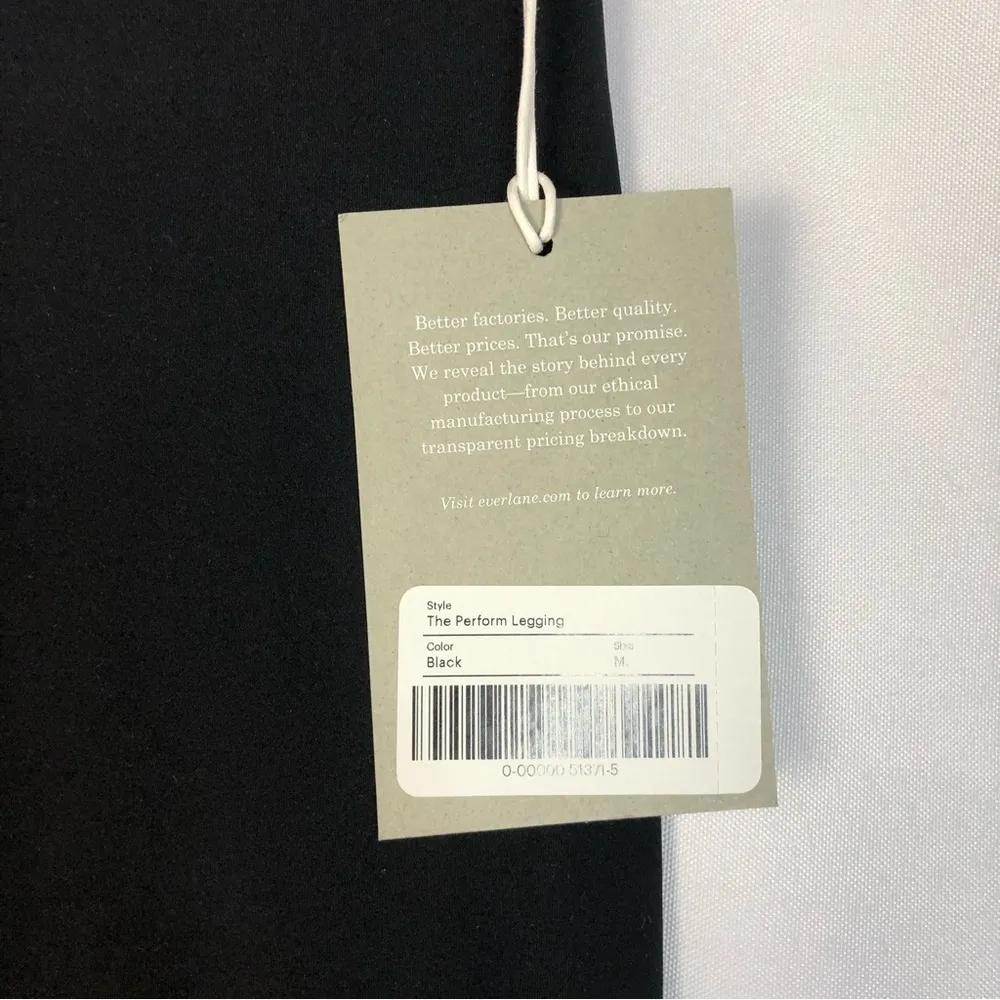 Better factories. Better quality.
Better prices. That's our promise.
We reveal the story behind every
product—from our ethical
manufacturing process to our
transparent pricing breakdown.
Visit everlane.com to learn more.
Style
The Perform Legging
Color
Size
Black
M
0-00000 51371-5